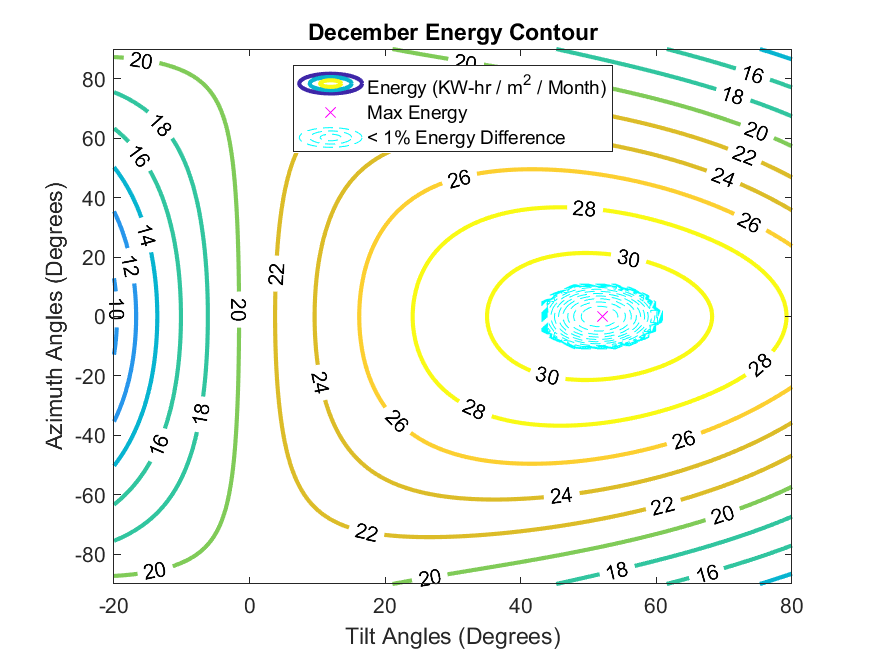 December Energy Contour
Energy (KW-hr / m² / Month)
Max Energy
< 1% Energy Difference
Azimuth Angles (Degrees)
80
60
40
20
0
-20
-40
-60
-80
-20 0 20 40 60 80
Tilt Angles (Degrees)
20 20 16
18 18
16 20
22
24
26 26
14 28
12 30
22
10 20
24 30 28
18 26 28
16 26
24
22 22
20
20 20 18 16